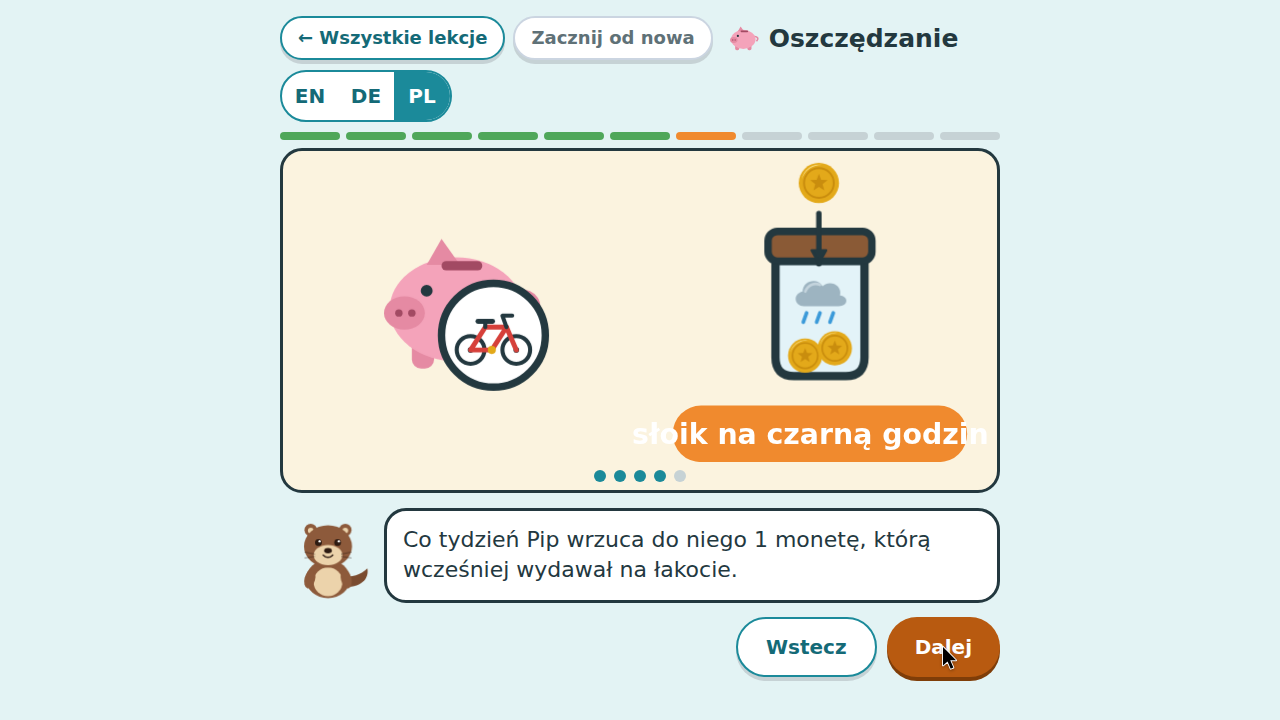 ← Wszystkie lekcje
Zacznij od nowa
Oszczędzanie
EN DE PL
słoik na czarną godzin
Co tydzień Pip wrzuca do niego 1 monetę, którą
wcześniej wydawał na łakocie.
Wstecz
Dalej